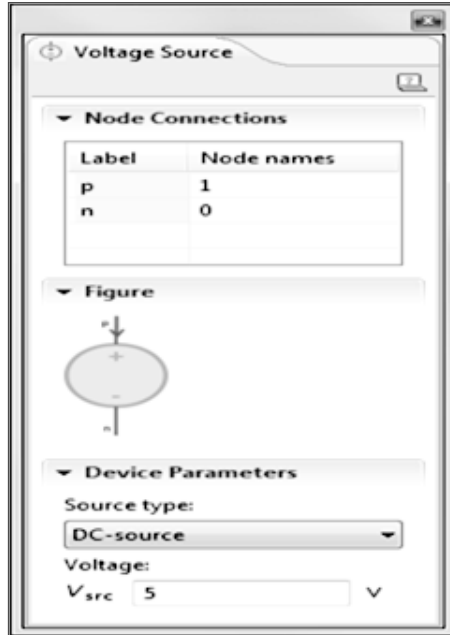 Voltage Source
Node Connections
Label Node names
p 1
n 0
Figure
p
+
-
n
Device Parameters
Source type:
DC-source
Voltage:
Vsrc 5 V